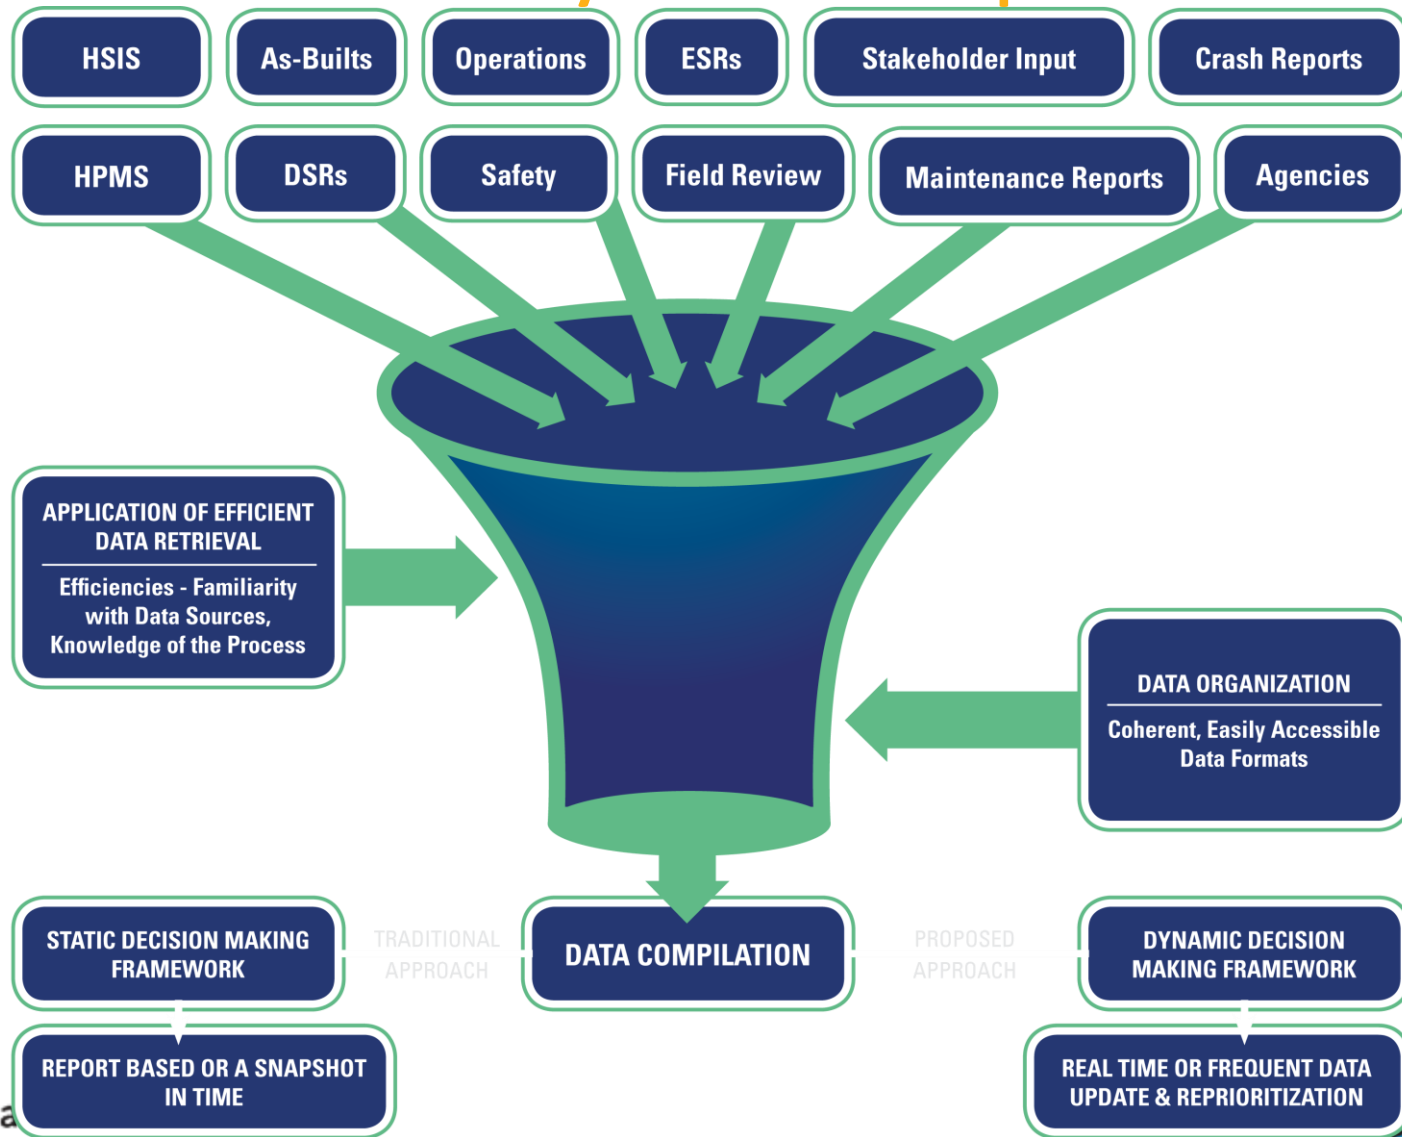 HSIS
As-Builts
Operations
ESRs
Stakeholder Input
Crash Reports
HPMS
DSRs
Safety
Field Review
Maintenance Reports
Agencies
APPLICATION OF EFFICIENT
DATA RETRIEVAL
Efficiencies - Familiarity
with Data Sources,
Knowledge of the Process
DATA ORGANIZATION
Coherent, Easily Accessible
Data Formats
STATIC DECISION MAKING
FRAMEWORK
TRADITIONAL
APPROACH
DATA COMPILATION
PROPOSED
APPROACH
DYNAMIC DECISION
MAKING FRAMEWORK
REPORT BASED OR A SNAPSHOT
IN TIME
REAL TIME OR FREQUENT DATA
UPDATE & REPRIORITIZATION